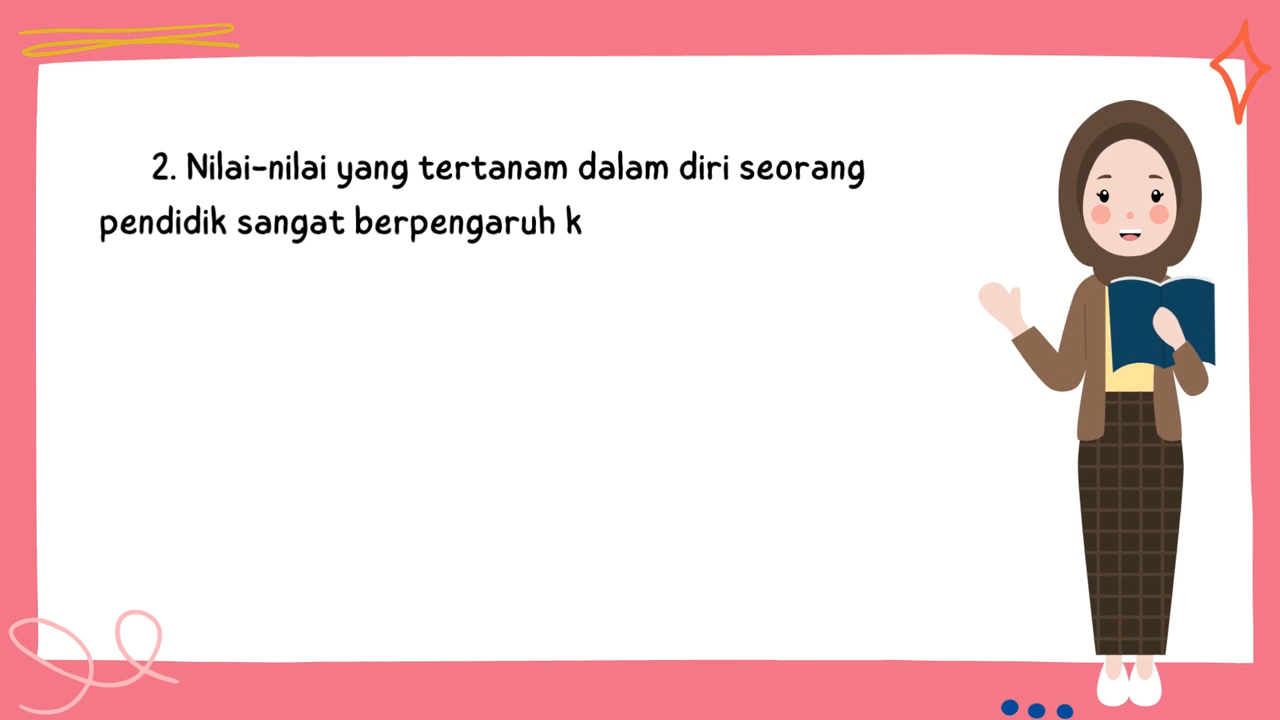 2. Nilai-nilai yang tertanam dalam diri seorang
pendidik sangat berpengaruh k